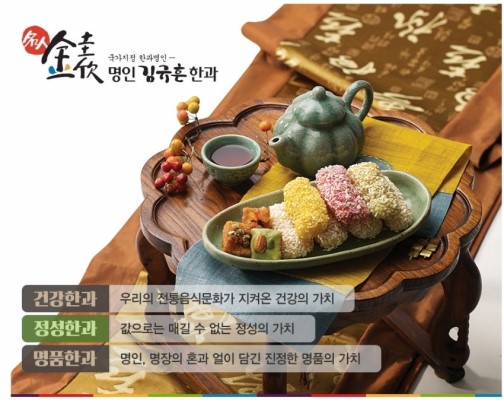 名人
金圭欣
국가지정 한과명인
명인 김규흔 한과
건강한과 우리의 전통음식문화가 지켜온 건강의 가치
정성한과 값으로는 매길 수 없는 정성의 가치
명품한과 명인, 명장의 혼과 얼이 담긴 진정한 명품의 가치